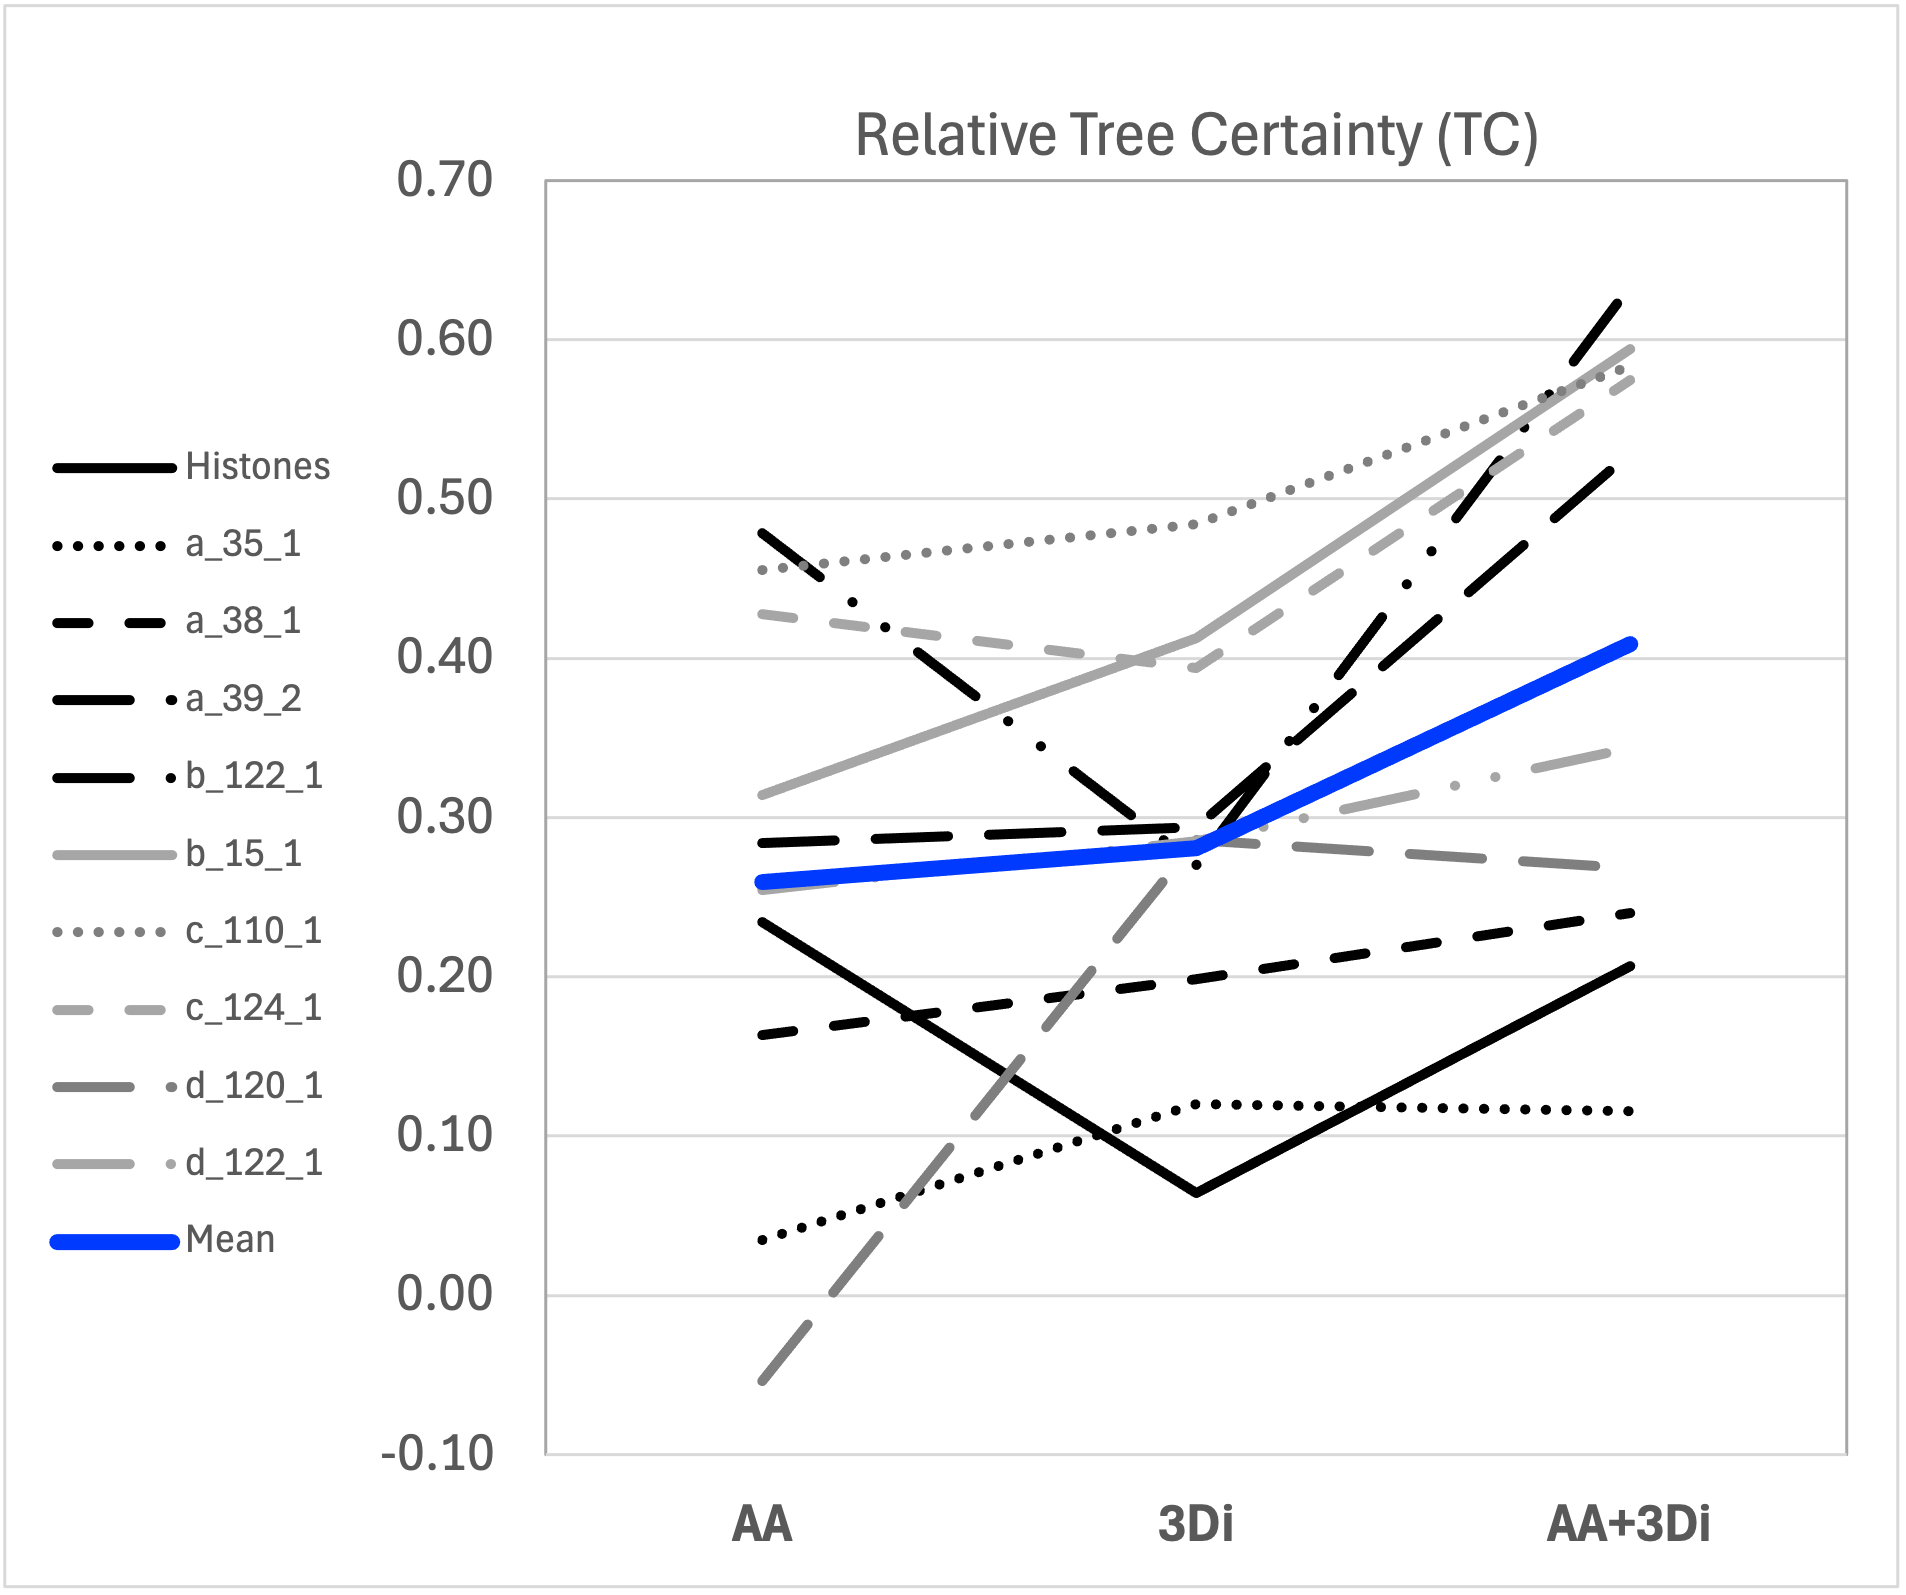 Relative Tree Certainty (TC)
0.70
0.60
0.50
0.40
0.30
0.20
0.10
0.00
-0.10
Histones
a_35_1
a_38_1
a_39_2
b_122_1
b_15_1
c_110_1
c_124_1
d_120_1
d_122_1
Mean
AA 3Di AA+3Di